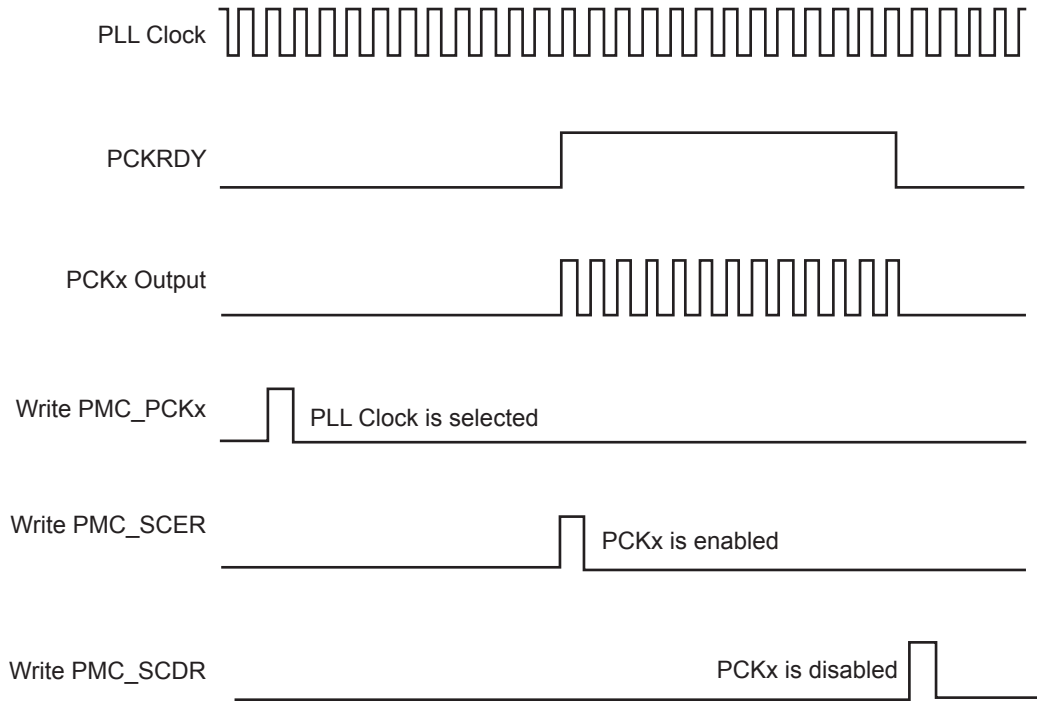 PLL Clock
PCKRDY
PCKx Output
Write PMC_PCKx
PLL Clock is selected
Write PMC_SCER
PCKx is enabled
Write PMC_SCDR
PCKx is disabled